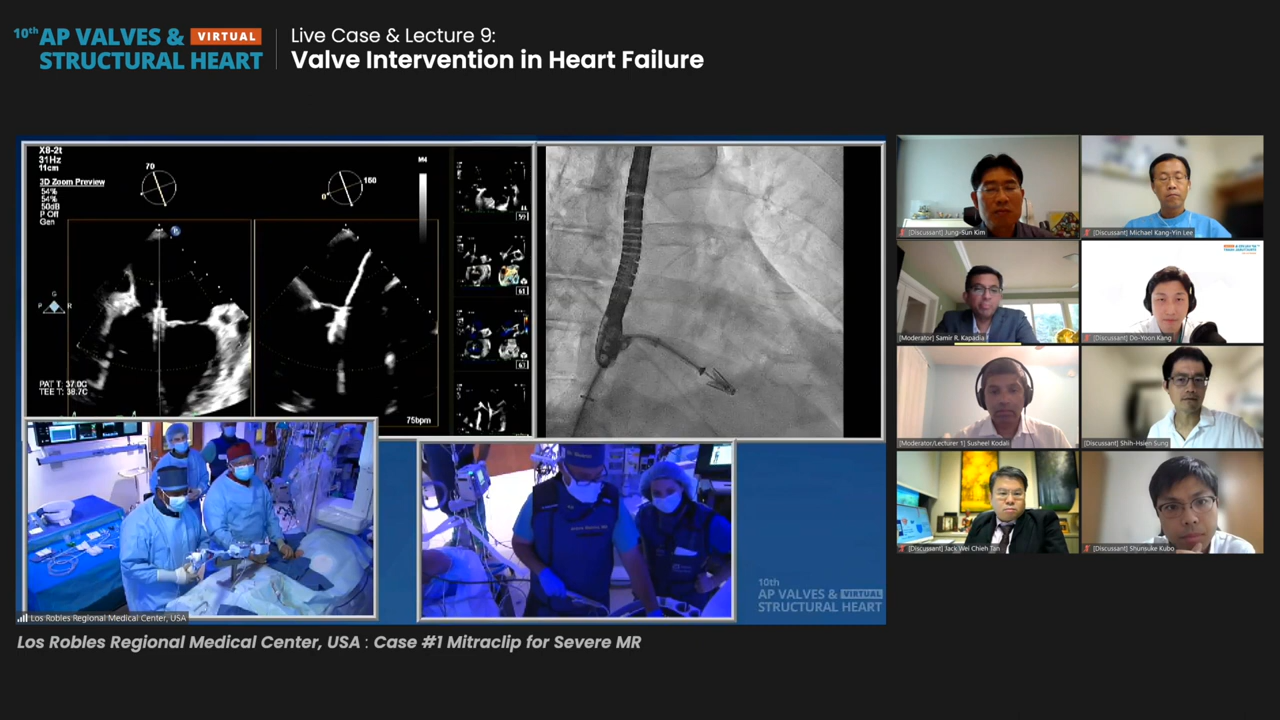 10th AP VALVES & VIRTUAL
STRUCTURAL HEART
Live Case & Lecture 9:
Valve Intervention in Heart Failure
X8-2t
31Hz
11cm
3D Zoom Preview
54%
54%
50dB
P Off
Gen
70
0
160
M4
G
P
R
PAT T: 37.0C
TEE T: 38.7C
75bpm
59
61
[Discussant] Jung-Sun Kim
[Discussant] Michael Kang-Yin Lee
[Moderator] Samir R. Kapadia
[Discussant] Do-Yoon Kang
[Moderator/Lecturer 1] Susheel Kodali
[Discussant] Shih-Hsien Sung
[Discussant] Jack Wei Chieh Tan
[Discussant] Shunsuke Kubo
Los Robles Regional Medical Center, USA
10th
AP VALVES & VIRTUAL
STRUCTURAL HEART
Los Robles Regional Medical Center, USA : Case #1 Mitraclip for Severe MR